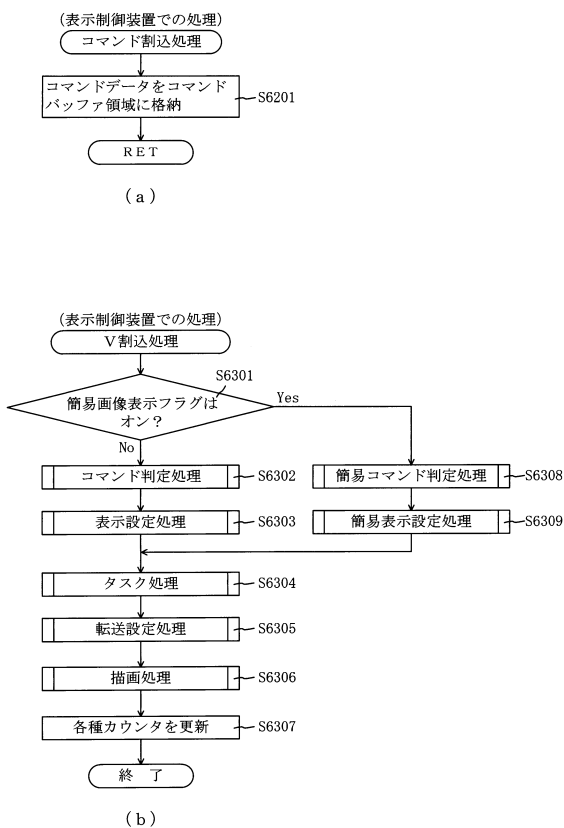 (表示制御装置での処理)
コマンド割込処理
コマンドデータをコマンド
バッファ領域に格納
S6201
RET
(a)
(表示制御装置での処理)
V割込処理
S6301
簡易画像表示フラグは
オン？
Yes
No
コマンド判定処理 S6302
簡易コマンド判定処理 S6308
表示設定処理 S6303
簡易表示設定処理 S6309
タスク処理 S6304
転送設定処理 S6305
描画処理 S6306
各種カウンタを更新 S6307
終　了
(b)